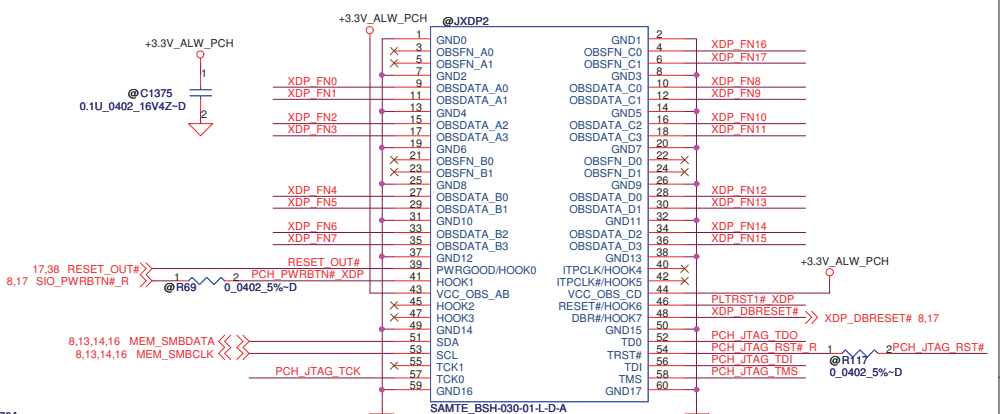 +3.3V_ALW_PCH @JXDP2
+3.3V_ALW_PCH
1 GND0 GND1 2
3 OBSFN_A0 OBSFN_C0 4 XDP_FN16
5 OBSFN_A1 OBSFN_C1 6 XDP_FN17
7 GND2 GND3 8
XDP_FN0 9 OBSDATA_A0 OBSDATA_C0 10 XDP_FN8
XDP_FN1 11 OBSDATA_A1 OBSDATA_C1 12 XDP_FN9
13 GND4 GND5 14
XDP_FN2 15 OBSDATA_A2 OBSDATA_C2 16 XDP_FN10
XDP_FN3 17 OBSDATA_A3 OBSDATA_C3 18 XDP_FN11
19 GND6 GND7 20
21 OBSFN_B0 OBSFN_D0 22
23 OBSFN_B1 OBSFN_D1 24
25 GND8 GND9 26
XDP_FN4 27 OBSDATA_B0 OBSDATA_D0 28 XDP_FN12
XDP_FN5 29 OBSDATA_B1 OBSDATA_D1 30 XDP_FN13
31 GND10 GND11 32
XDP_FN6 33 OBSDATA_B2 OBSDATA_D2 34 XDP_FN14
XDP_FN7 35 OBSDATA_B3 OBSDATA_D3 36 XDP_FN15
37 GND12 GND13 38
17,38 RESET_OUT# RESET_OUT# 39 PWRGOOD/HOOK0 ITPCLK/HOOK4 40
8,17 SIO_PWRBTN#_R 1 2 PCH_PWRBTN#_XDP 41 HOOK1 ITPCLK#/HOOK5 42
@R69 0_0402_5%~D
43 VCC_OBS_AB VCC_OBS_CD 44 +3.3V_ALW_PCH
45 HOOK2 RESET#/HOOK6 46 PLTRST1#_XDP
47 HOOK3 DBR#/HOOK7 48 XDP_DBRESET# XDP_DBRESET# 8,17
49 GND14 GND15 50
8,13,14,16 MEM_SMBDATA 51 SDA TD0 52 PCH_JTAG_TDO
8,13,14,16 MEM_SMBCLK 53 SCL TRST# 54 PCH_JTAG_RST#_R 1 2 PCH_JTAG_RST#
55 TCK1 TDI 56 PCH_JTAG_TDI @R117
PCH_JTAG_TCK 57 TCK0 TMS 58 PCH_JTAG_TMS 0_0402_5%~D
59 GND16 GND17 60
SAMTE_BSH-030-01-L-D-A
1
@C1375
0.1U_0402_16V4Z~D
2